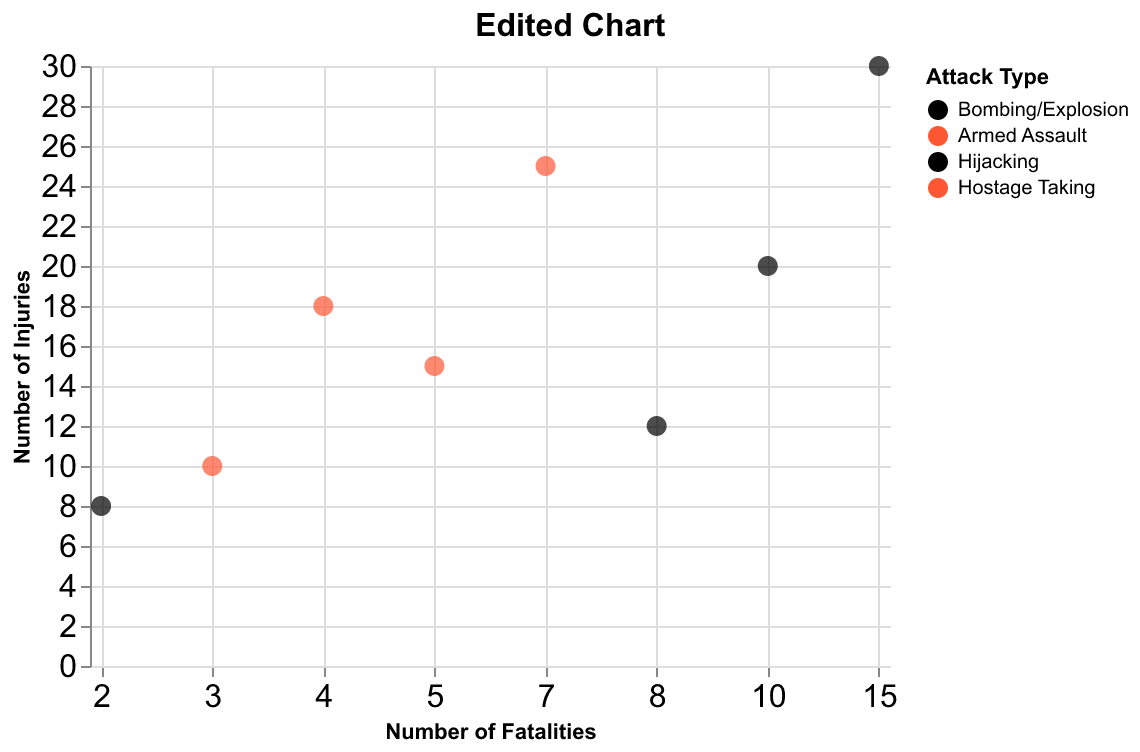 Edited Chart
30
28
26
24
22
20
18
16
14
12
10
8
6
4
2
0
Number of Injuries
2 3 4 5 7 8 10 15
Number of Fatalities
Attack Type
Bombing/Explosion
Armed Assault
Hijacking
Hostage Taking